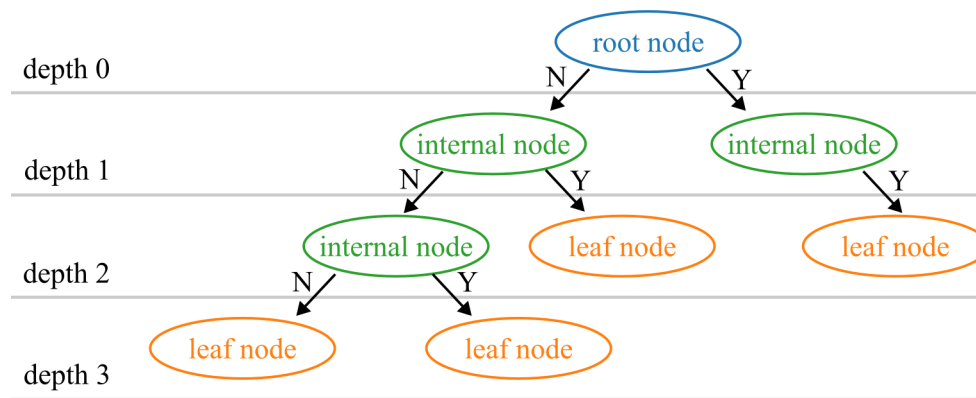 root node
depth 0
N Y
internal node internal node
depth 1
N Y Y
internal node leaf node leaf node
depth 2
N Y
leaf node leaf node
depth 3